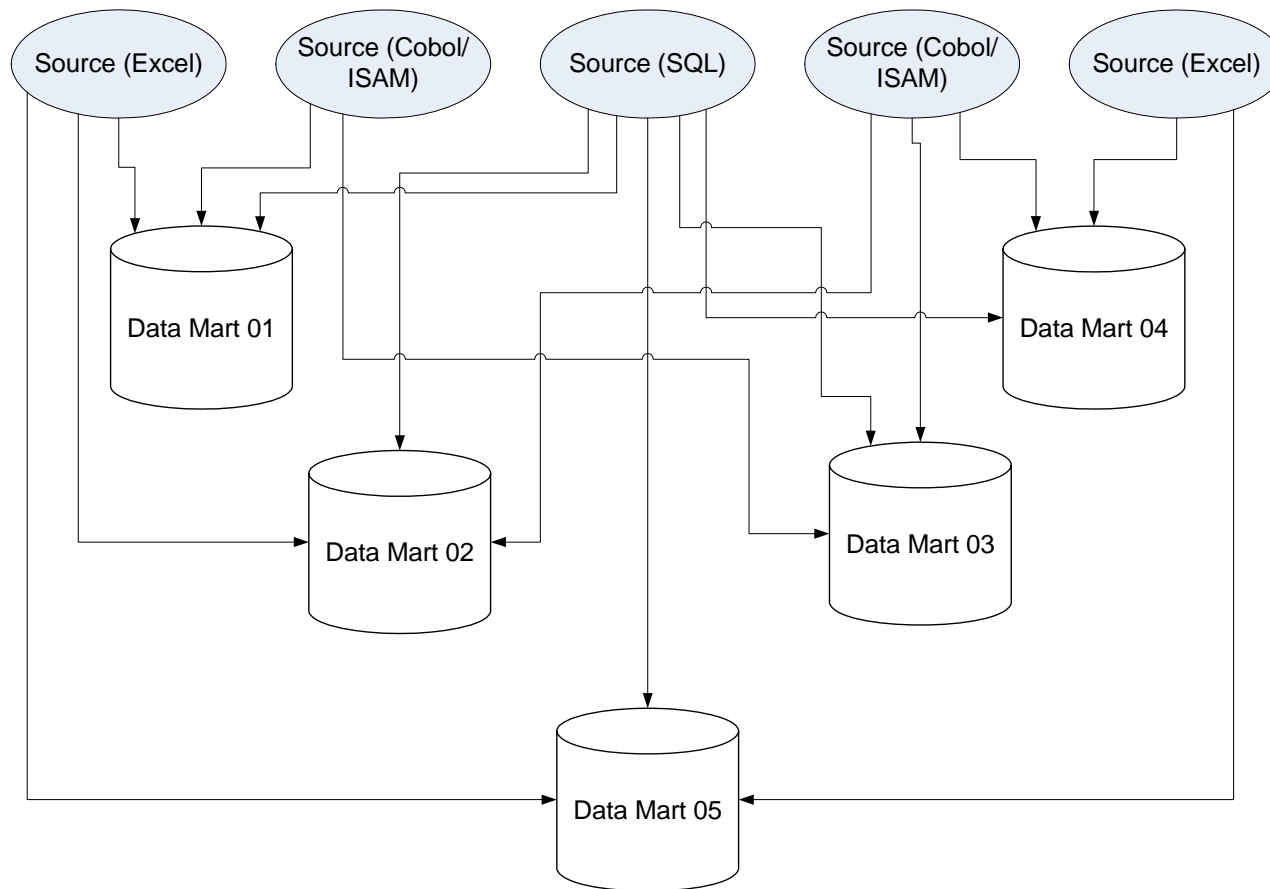 Source (Excel)
Source (Cobol/
ISAM)
Source (SQL)
Source (Cobol/
ISAM)
Source (Excel)
Data Mart 01
Data Mart 04
Data Mart 02
Data Mart 03
Data Mart 05